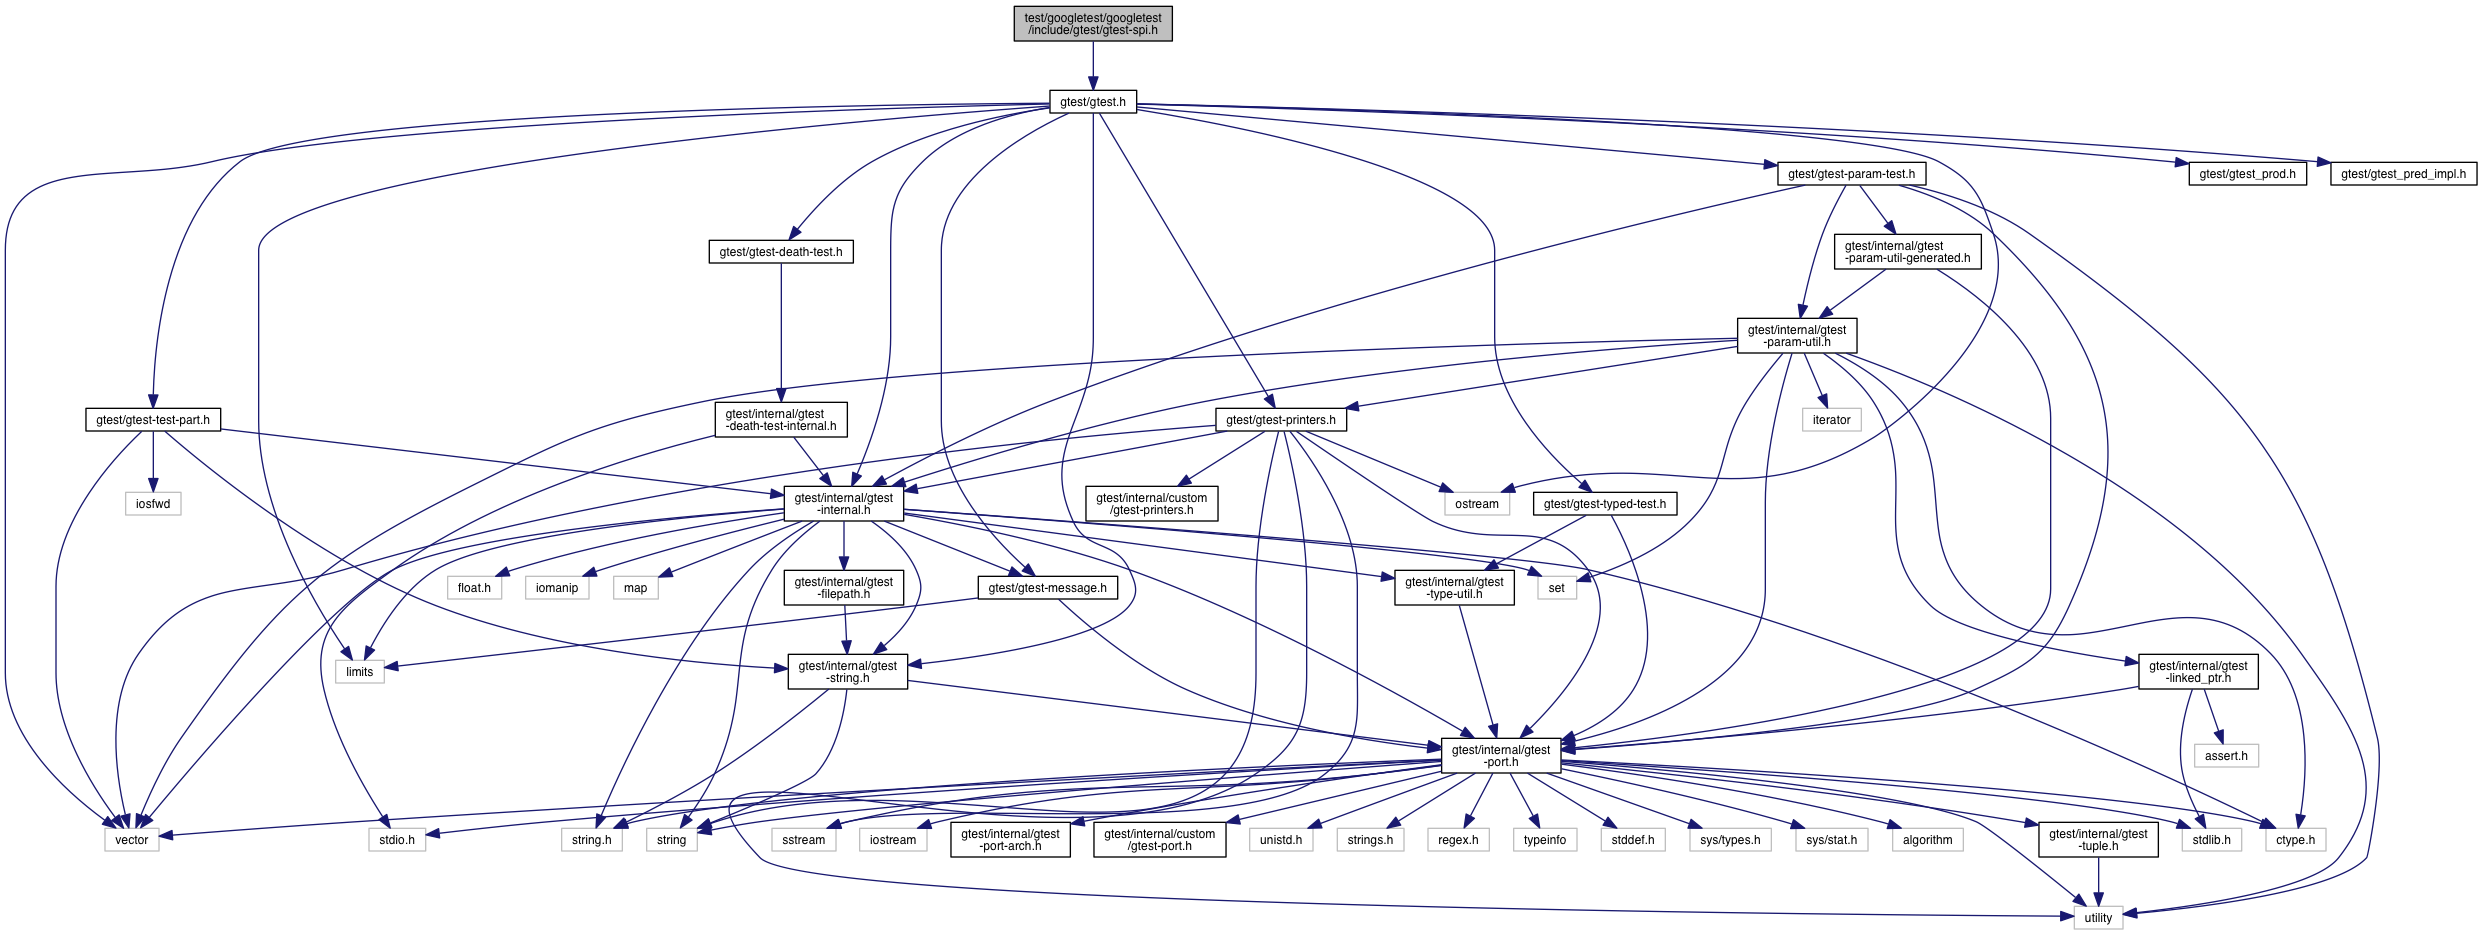 test/googletest/googletest
/include/gtest/gtest-spi.h
gtest/gtest.h
gtest/gtest-param-test.h
gtest/gtest_prod.h
gtest/gtest_pred_impl.h
gtest/gtest-death-test.h
gtest/internal/gtest
-param-util-generated.h
gtest/internal/gtest
-param-util.h
gtest/gtest-test-part.h
gtest/internal/gtest
-death-test-internal.h
gtest/gtest-printers.h
iterator
iosfwd
gtest/internal/gtest
-internal.h
gtest/internal/custom
/gtest-printers.h
ostream
gtest/gtest-typed-test.h
float.h
iomanip
map
gtest/internal/gtest
-filepath.h
gtest/gtest-message.h
gtest/internal/gtest
-type-util.h
set
limits
gtest/internal/gtest
-string.h
gtest/internal/gtest
-linked_ptr.h
gtest/internal/gtest
-port.h
assert.h
vector
stdio.h
string.h
string
sstream
iostream
gtest/internal/gtest
-port-arch.h
gtest/internal/custom
/gtest-port.h
unistd.h
strings.h
regex.h
typeinfo
stddef.h
sys/types.h
sys/stat.h
algorithm
gtest/internal/gtest
-tuple.h
stdlib.h
ctype.h
utility